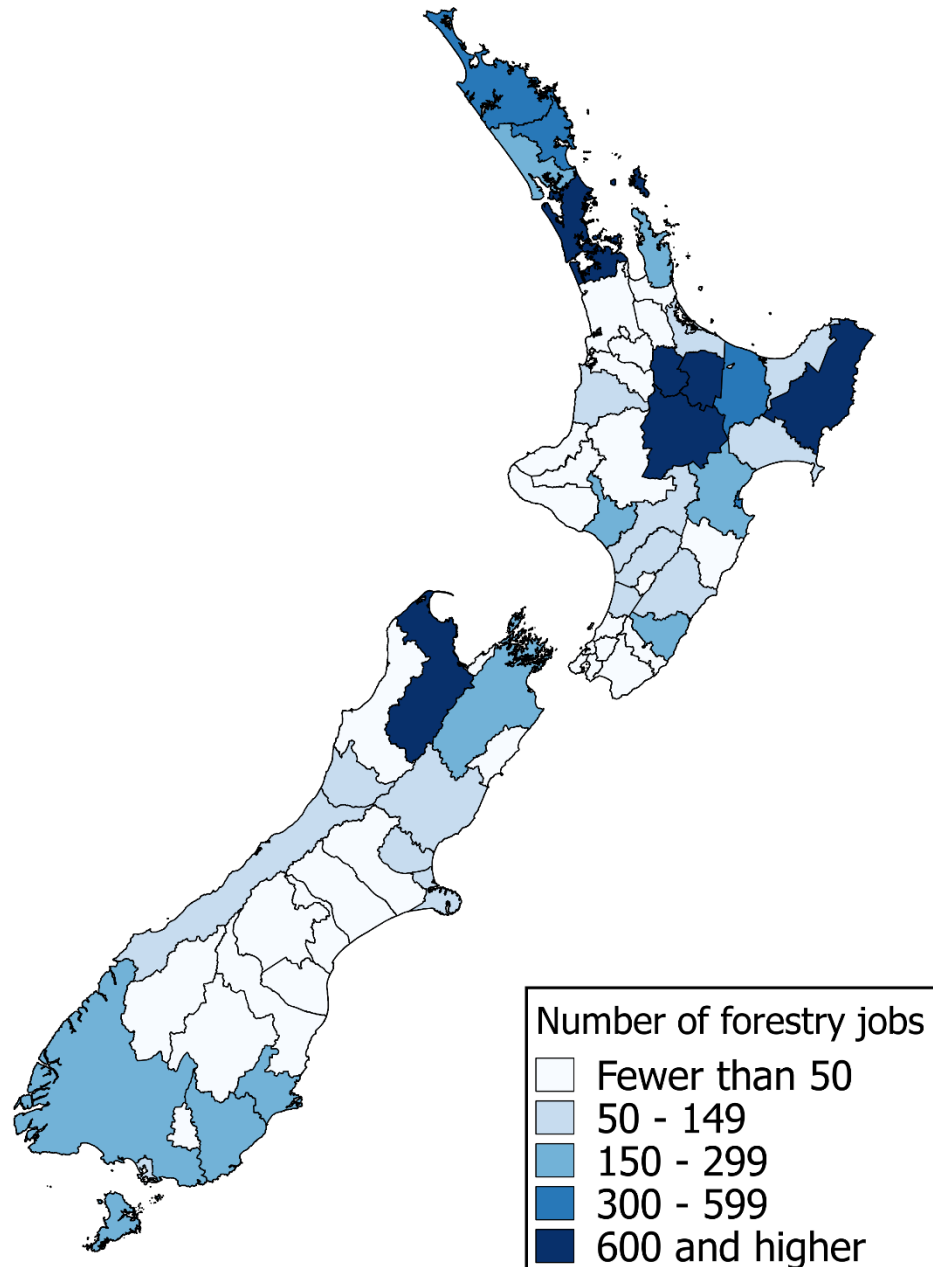 Number of forestry jobs
Fewer than 50
50 - 149
150 - 299
300 - 599
600 and higher